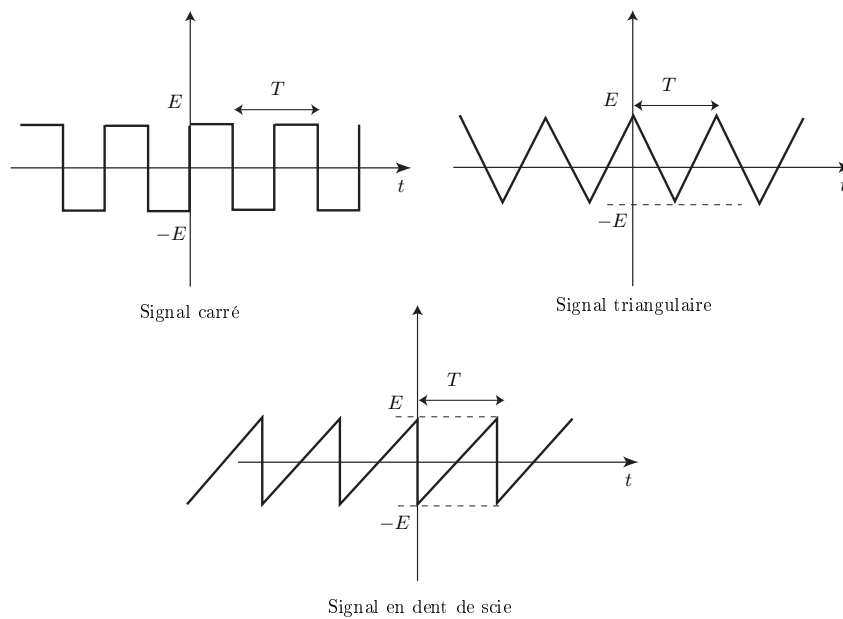 T
E
t
−E
Signal carré
T
E
t
−E
Signal triangulaire
T
E
t
−E
Signal en dent de scie